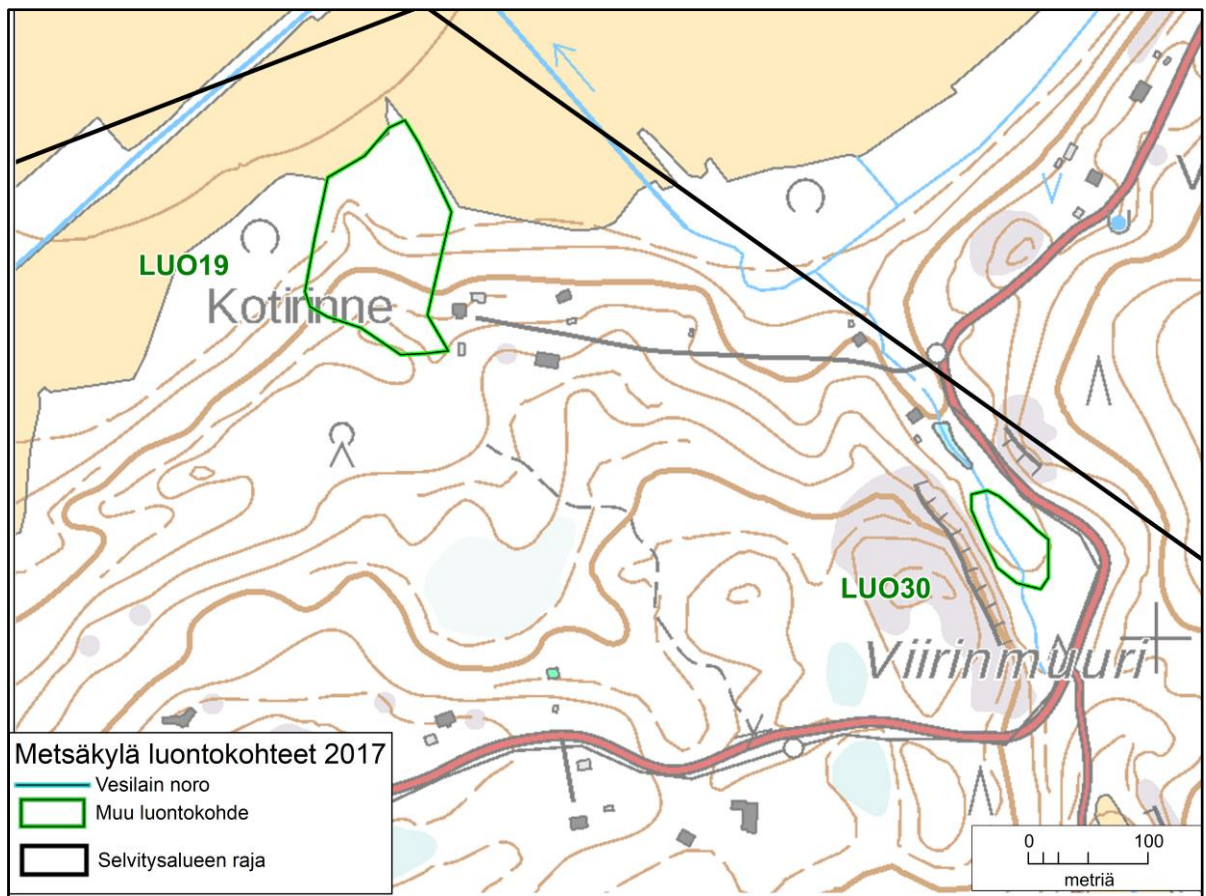 LUO19
Kotirinne
LUO30
Viirinmuuri
V
Metsäkylä luontokohteet 2017
Vesilain noro
Muu luontokohde
Selvitysalueen raja
0 100
metriä